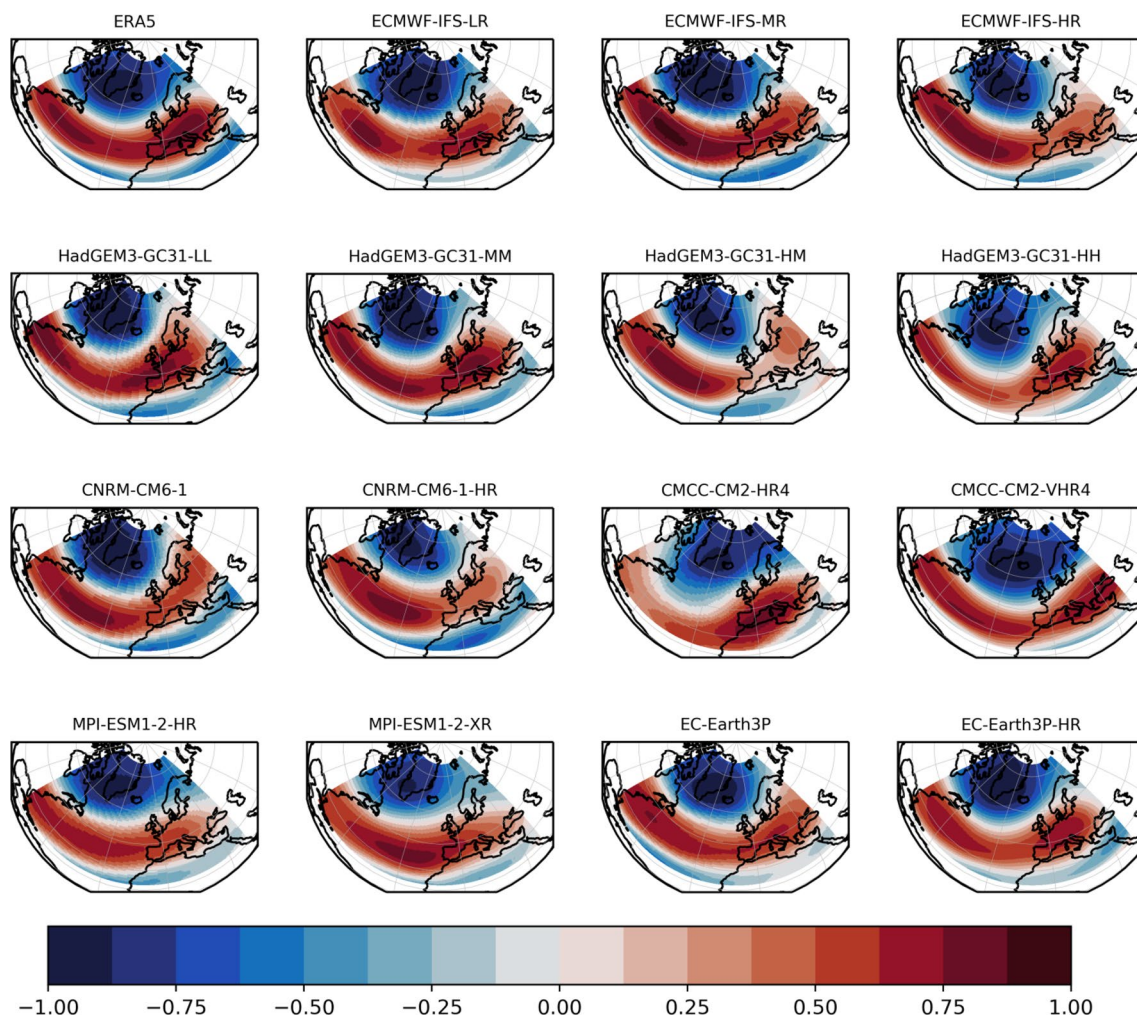 ERA5 ECMWF-IFS-LR ECMWF-IFS-MR ECMWF-IFS-HR
HadGEM3-GC31-LL HadGEM3-GC31-MM HadGEM3-GC31-HM HadGEM3-GC31-HH
CNRM-CM6-1 CNRM-CM6-1-HR CMCC-CM2-HR4 CMCC-CM2-VHR4
MPI-ESM1-2-HR MPI-ESM1-2-XR EC-Earth3P EC-Earth3P-HR
−1.00 −0.75 −0.50 −0.25 0.00 0.25 0.50 0.75 1.00